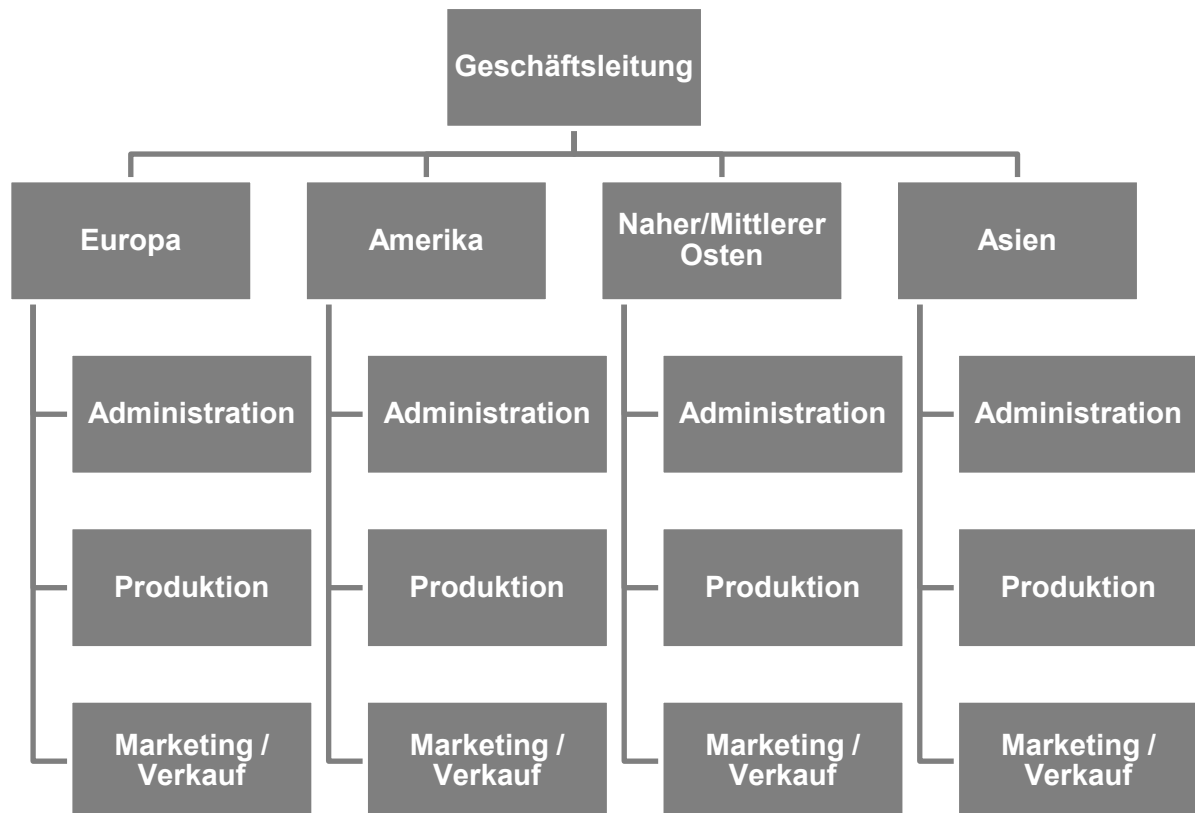 Geschäftsleitung
Europa
Amerika
Naher/Mittlerer
Osten
Asien
Administration
Administration
Administration
Administration
Produktion
Produktion
Produktion
Produktion
Marketing /
Verkauf
Marketing /
Verkauf
Marketing /
Verkauf
Marketing /
Verkauf